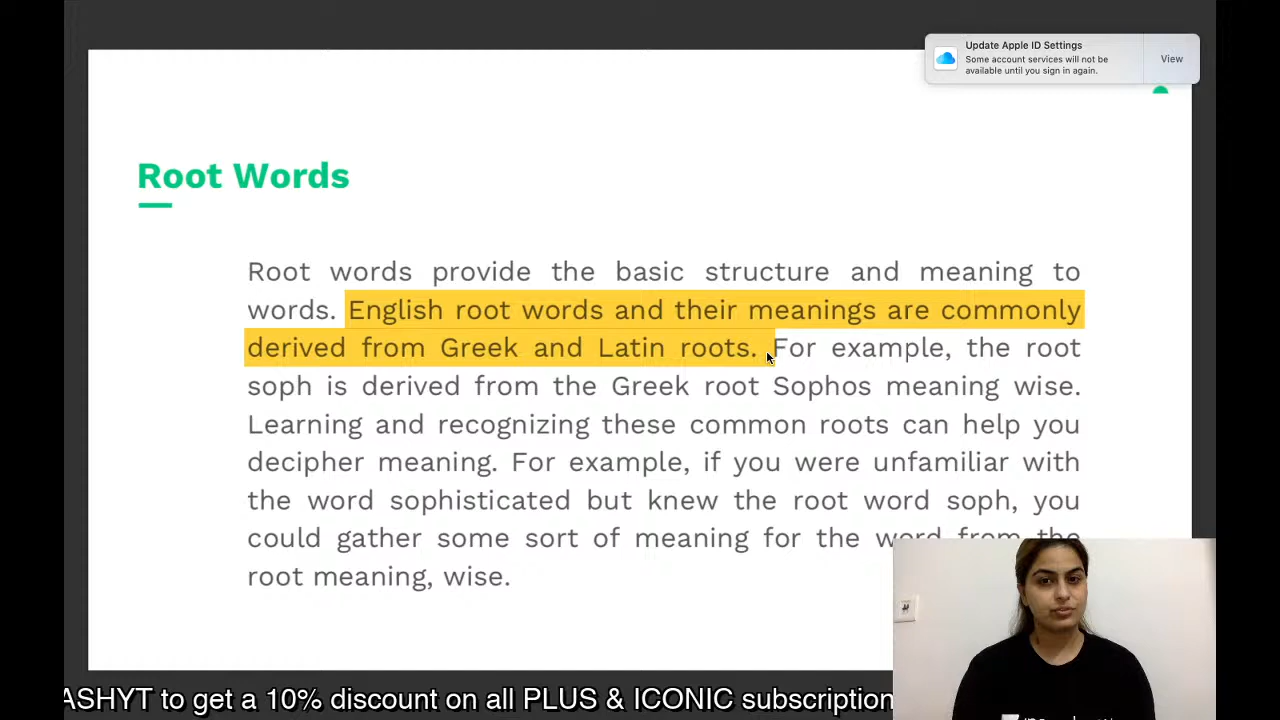 Update Apple ID Settings
Some account services will not be
available until you sign in again.
View
Root Words
Root words provide the basic structure and meaning to
words. English root words and their meanings are commonly
derived from Greek and Latin roots. For example, the root
soph is derived from the Greek root Sophos meaning wise.
Learning and recognizing these common roots can help you
decipher meaning. For example, if you were unfamiliar with
the word sophisticated but knew the root word soph, you
could gather some sort of meaning for the word from the
root meaning, wise.
ASHYT to get a 10% discount on all PLUS & ICONIC subscription